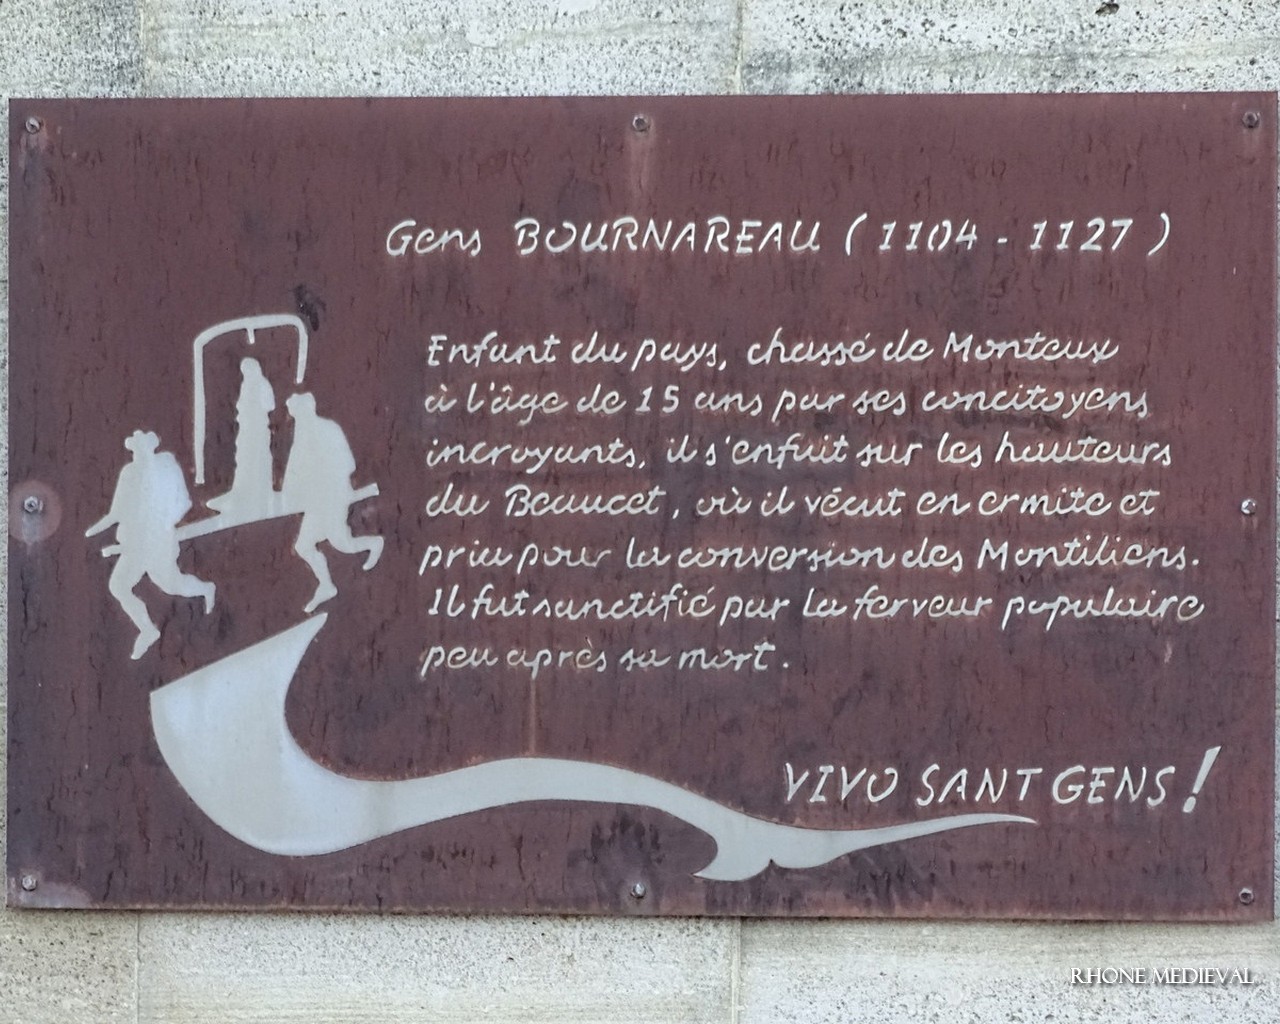 Gens BOURNAREAU (1104 - 1127)
Enfant du pays, chassé de Monteux
à l'âge de 15 ans par ses concitoyens
incroyants, il s'enfuit sur les hauteurs
du Beaucet, où il vécut en ermite et
pria pour la conversion des Montiliens.
Il fut sanctifié par la ferveur populaire
peu après sa mort.
VIVO SANT GENS !
RHONE MEDIEVAL